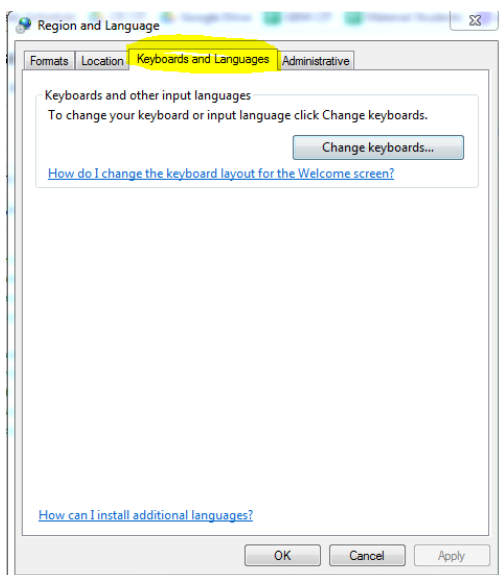 Region and Language
Formats Location Keyboards and Languages Administrative
Keyboards and other input languages
To change your keyboard or input language click Change keyboards.
Change keyboards...
How do I change the keyboard layout for the Welcome screen?
How can I install additional languages?
OK Cancel Apply